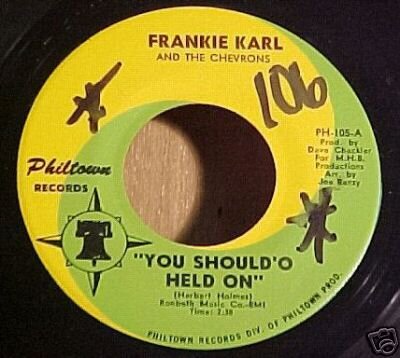 FRANKIE KARL
AND THE CHEVRONS
106
PH-105-A
Prod. by
Dave Chackler
For M.H.B.
Productions
Arr. by
Joe Renzy
Philtown
RECORDS
"YOU SHOULD'O
HELD ON"
(Herbert Holmes)
Ronbeth Music Co.-BMI
Time: 2:38
PHILTOWN RECORDS DIV. OF PHILTOWN PROD.
eBay